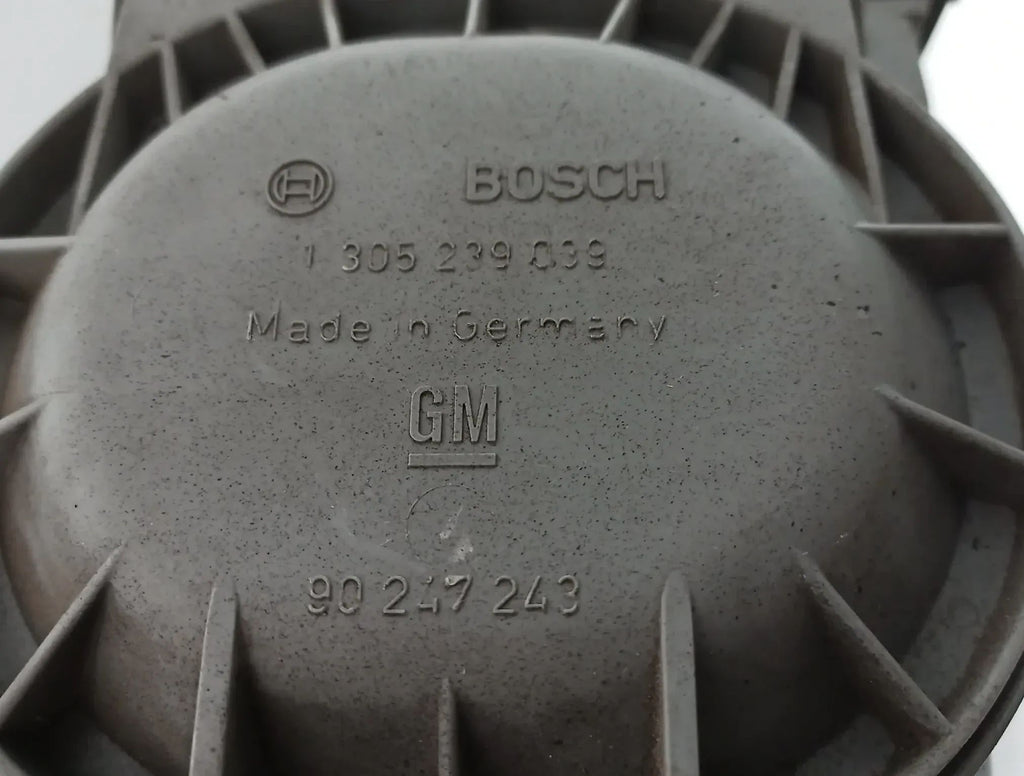 BOSCH
1 305 239 039
Made in Germany
GM
90 247 243